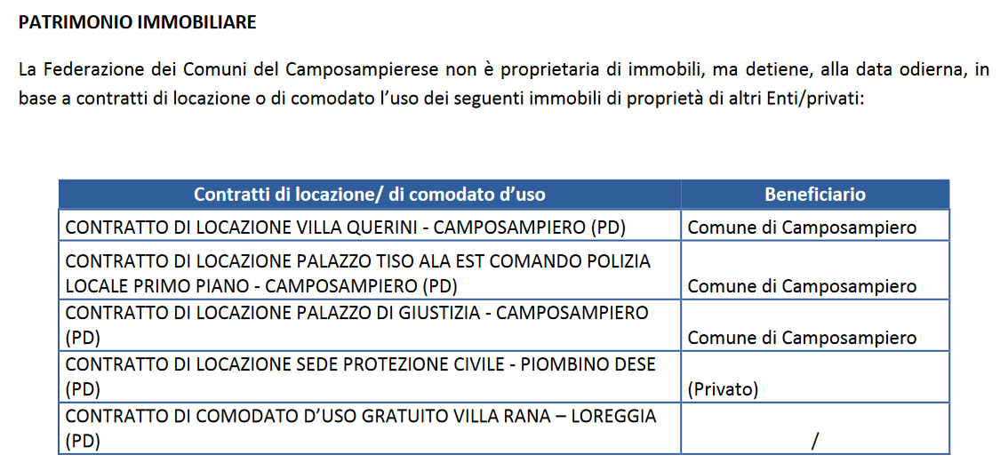 PATRIMONIO IMMOBILIARE
La Federazione dei Comuni del Camposampierese non è proprietaria di immobili, ma detiene, alla data odierna, in
base a contratti di locazione o di comodato l’uso dei seguenti immobili di proprietà di altri Enti/privati:
Contratti di locazione/ di comodato d’uso Beneficiario
CONTRATTO DI LOCAZIONE VILLA QUERINI - CAMPOSAMPIERO (PD) Comune di Camposampiero
CONTRATTO DI LOCAZIONE PALAZZO TISO ALA EST COMANDO POLIZIA
LOCALE PRIMO PIANO - CAMPOSAMPIERO (PD) Comune di Camposampiero
CONTRATTO DI LOCAZIONE PALAZZO DI GIUSTIZIA - CAMPOSAMPIERO
(PD) Comune di Camposampiero
CONTRATTO DI LOCAZIONE SEDE PROTEZIONE CIVILE - PIOMBINO DESE
(PD) (Privato)
CONTRATTO DI COMODATO D’USO GRATUITO VILLA RANA – LOREGGIA
(PD) /